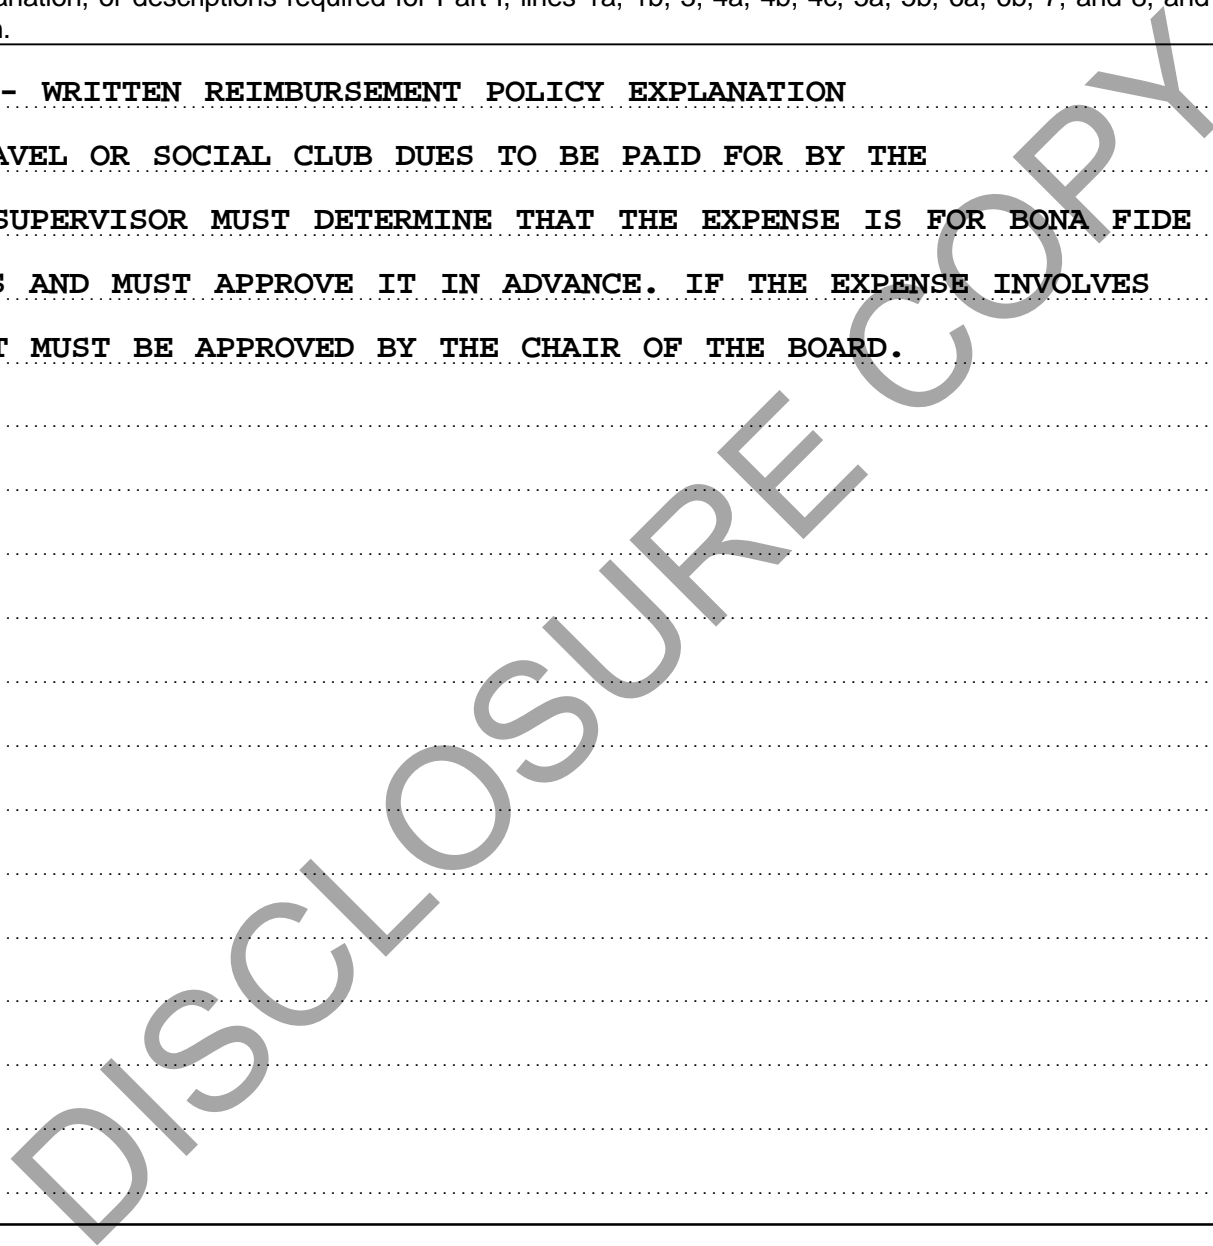 anation, or descriptions required for Part I, lines 1a, 1b, 3, 4a, 4b, 4c, 5a, 5b, 6a, 6b, 7, and 8, and
- WRITTEN REIMBURSEMENT POLICY EXPLANATION
AVEL OR SOCIAL CLUB DUES TO BE PAID FOR BY THE
SUPERVISOR MUST DETERMINE THAT THE EXPENSE IS FOR BONA FIDE
S AND MUST APPROVE IT IN ADVANCE. IF THE EXPENSE INVOLVES
T MUST BE APPROVED BY THE CHAIR OF THE BOARD.
DISCLOSURE COPY